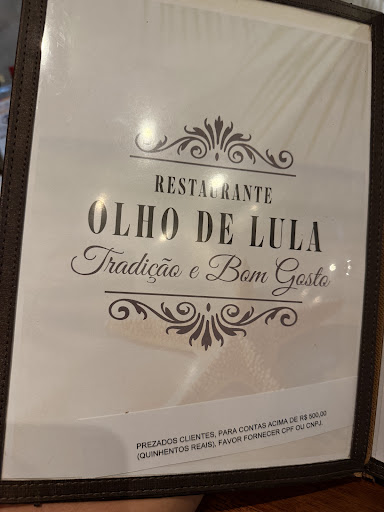 RESTAURANTE
OLHO DE LULA
Tradição e Bom Gosto
PREZADOS CLIENTES, PARA CONTAS ACIMA DE R$ 500,00
(QUINHENTOS REAIS), FAVOR FORNECER CPF OU CNPJ.